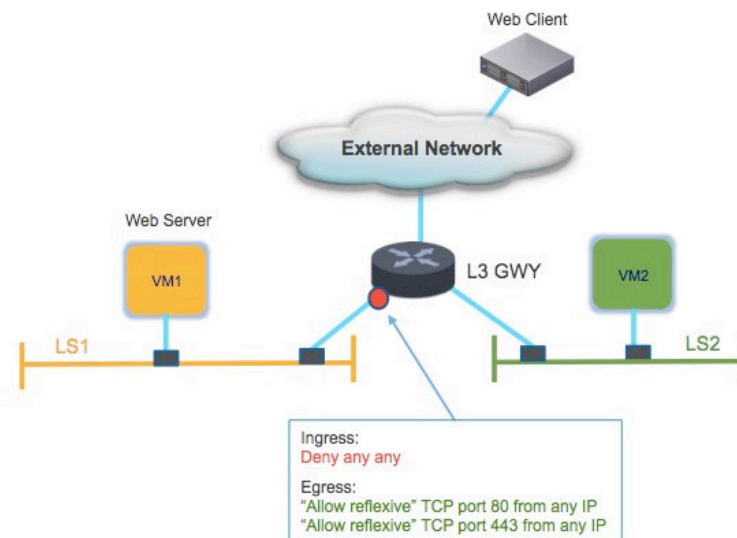 Web Client
External Network
Web Server
L3 GWY
VM1
VM2
LS1
LS2
Ingress:
Deny any any
Egress:
“Allow reflexive” TCP port 80 from any IP
“Allow reflexive” TCP port 443 from any IP